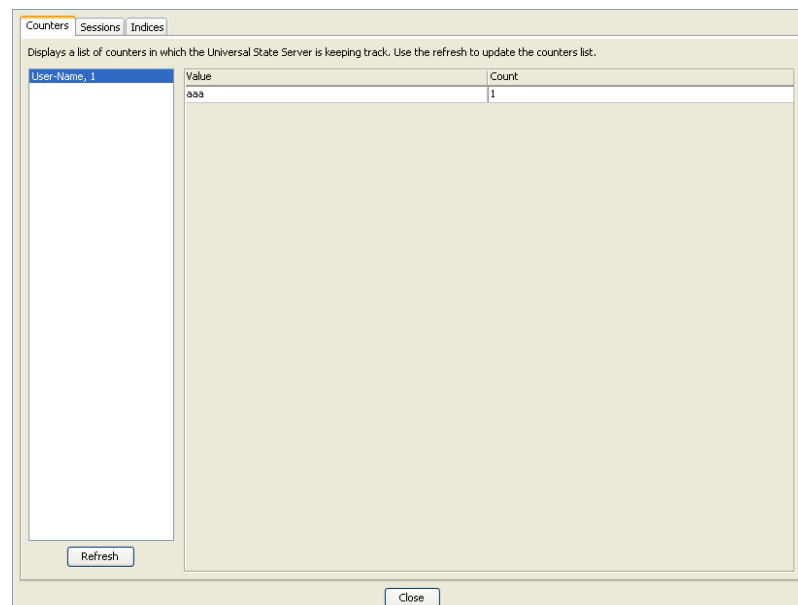 Counters Sessions Indices
Displays a list of counters in which the Universal State Server is keeping track. Use the refresh to update the counters list.
User-Name, 1
Value Count
aaa 1
Refresh
Close